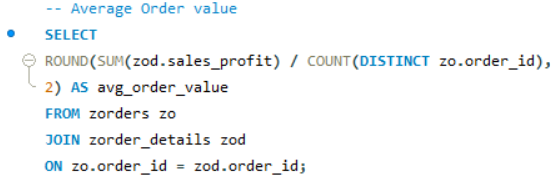 -- Average Order value
SELECT
ROUND(SUM(zod.sales_profit) / COUNT(DISTINCT zo.order_id),
2) AS avg_order_value
FROM zorders zo
JOIN zorder_details zod
ON zo.order_id = zod.order_id;